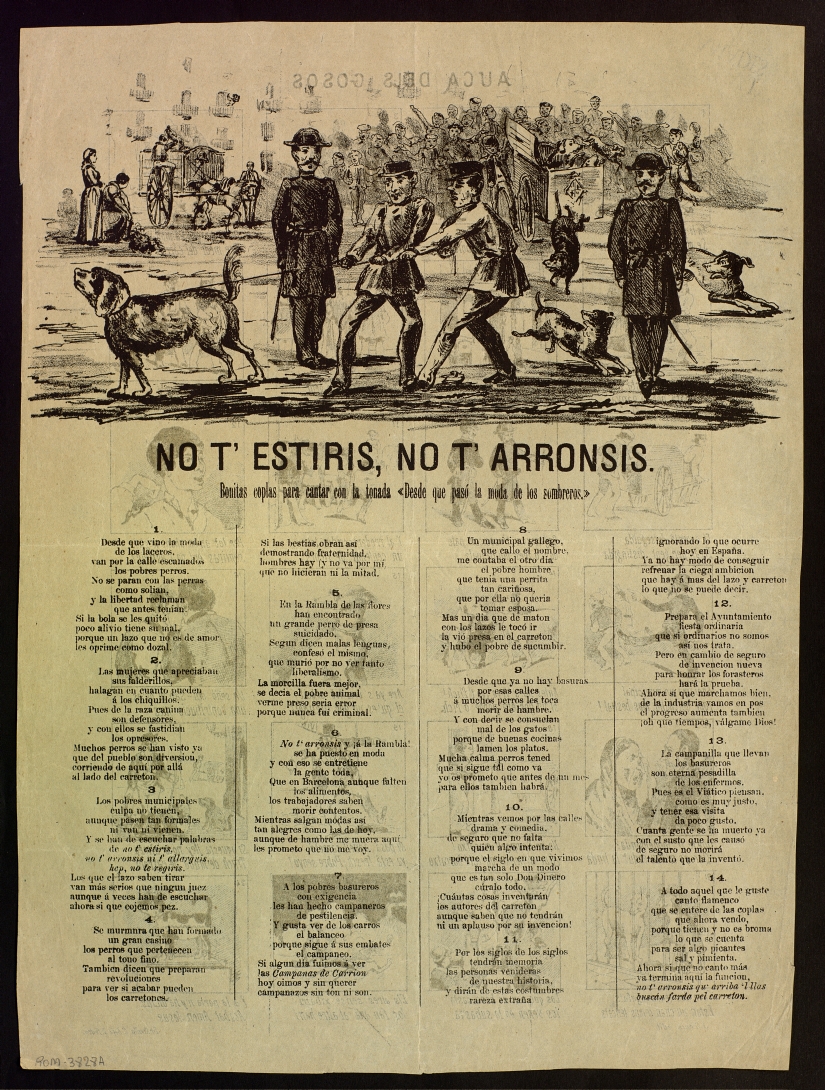 AUCA DELS GOSOS
NO T' ESTIRIS, NO T' ARRONSIS.
Bonitas coplas para cantar con la tonada «Desde que pasó la moda de los sombreros.»
1.
Desde que vino la moda
de los laceros,
van por la calle escamados
los pobres perros.
No se paran con las perras
como solian,
y la libertad reclaman
que antes tenian.
Si la bola se les quitó
poco alivio tiene su mal,
porque un lazo que no es de amor
les oprime como dozal.
2.
Las mujeres que apreciaban
sus falderillos,
halagan en cuanto pueden
á los chiquillos.
Pues de la raza canina
son defensores,
y con ellos se fastidian
los opresores.
Muchos perros se han visto ya
que del pueblo son diversion,
corriendo de aquí por allá
al lado del carreton.
3
Los pobres municipales
culpa no tienen,
aunque pasen tan formales
ni van ni vienen.
Y se han de escuchar palabras
de no t' estiris,
no t' arronsis ni t' allarguis,
hep, no te regiris.
Los que el lazo saben tirar
van más serios que ningun juez
aunque á veces han de escuchar
ahora si que cojemos pez.
4.
Se murmnra que han formado
un gran casino
los perros que pertenecen
al tono fino.
Tambien dicen que preparan
revoluciones
para ver si acabar pueden
los carretones.
Si las bestias obran así
demostrando fraternidad,
hombres hay (y no va por mí
que no hicieran ni la mitad.
5.
En la Rambla de las flores
han encontrado
un grande perro de presa
suicidado.
Segun dicen malas lenguas,
confesó el mismo,
que murió por no ver tanto
liberalismo.
La morcilla fuera mejor,
se decia el pobre animal
verme preso seria error
porque nunca fuí criminal.
6
No t' arronsis y já la Rambla!
se ha puesto en moda
y con eso se entretiene
la gente toda,
Que en Barcelona aunque falten
los alimentos,
los trabajadores saben
morir contentos.
Mientras salgan modas asi
tan alegres como las de hoy,
aunque de hambre me muera aquí
les prometo que no me voy.
7
A los pobres basureros
con exigencia
les han hecho campaneros
de pestilencia.
Y gusta ver de los carros
el balanceo
porque sigue á sus embates
el campaneo.
Si algun dia fuimos á ver
las Campanas de Carrion
hoy oimos y sin querer
campanazos sin ton ni son.
8
Un municipal gallego,
que callo el nombre,
me contaba el otro dia
el pobre hombre,
que tenia una perrita
tan cariñosa,
que por ella no queria
tomar esposa.
Mas un dia que de maton
con los lazos le tocó ir
la vió presa en el carreton
y hubo el pobre de sucumbir.
9
Desde que ya no hay basuras
por esas calles
á muchos perros les toca
morir de hambre.
Y con decir se consuelan
mal de los gatos
porque de buenas cocinas
lamen los platos.
Mucha calma perros tened
que si sigue tal como va
yo os prometo que antes de un mes
para ellos tambien habrá.
10.
Mientras vemos por las calles
drama y comedia,
de seguro que no falta
quien algo intenta:
porque el siglo en que vivimos
marcha de un modo
que es tan solo Don Dinero
cúralo todo.
¡Cuántas cosas inventarán
los autores del carreton
aunque saben que no tendrán
ni un aplauso por su invencion!
11.
Por los siglos de los siglos
tendrán memoria
las personas venideras
de nuestra historia,
y dirán de estas costumbres
rareza extraña
ignorando lo que ocurre
hoy en España.
Ya no hay modo de conseguir
refrenar la ciega ambicion
que hay á mas del lazo y carreton
lo que no se puede decir.
12.
Prepara el Ayuntamiento
fiesta ordinaria
que si ordinarios no somos
asi nos trata.
Pero en cambio de seguro
de invencion nueva
para honrar los forasteros
hará la prueba.
Ahora si que marchamos bien,
de la industria vamos en pos
el progreso aumenta tambien
¡oh que tiempos, válgame Dios!
13.
La campanilla que llevan
los basureros
son eterna pesadilla
de los enfermos.
Pues es el Viático piensan,
como es muy justo,
y tener esa visita
da poco gusto.
Cuanta gente se ha muerto ya
con el susto que les causó
de seguro no morirá
el talento que la inventó.
14.
A todo aquel que le guste
canto flamenco
que se entere de las coplas
que ahora vendo,
porque tienen y no es broma
lo que se cuenta
para ser algo picantes
sal y pimienta.
Ahora si que no canto más
ya termina aquí la funcion,
no t' arronsis qu' arriba 'l llas
buscán farda pel carreton.
ROM-3828A